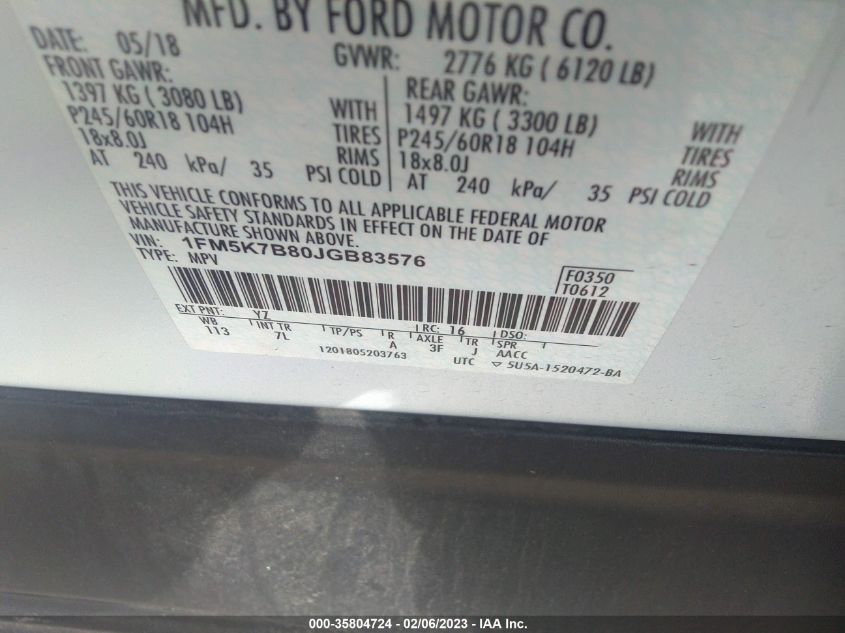 MFD. BY FORD MOTOR CO.
DATE: 05/18 GVWR: 2776 KG ( 6120 LB)
FRONT GAWR: REAR GAWR:
1397 KG ( 3080 LB) WITH 1497 KG ( 3300 LB) WITH
P245/60R18 104H TIRES P245/60R18 104H TIRES
18x8.0J RIMS 18x8.0J RIMS
AT 240 kPa/ 35 PSI COLD AT 240 kPa/ 35 PSI COLD
THIS VEHICLE CONFORMS TO ALL APPLICABLE FEDERAL MOTOR
VEHICLE SAFETY STANDARDS IN EFFECT ON THE DATE OF
MANUFACTURE SHOWN ABOVE.
VIN: 1FM5K7B80JGB83576
TYPE: MPV
F0350
T0612
EXT PNT: YZ RC: 16 DSO:
WB INT TR TP/PS R AXLE TR SPR
113 7L A 3F J AACC
1201805203763 UTC ▽ 5U5A-1520472-BA
000-35804724 - 02/06/2023 - IAA Inc.